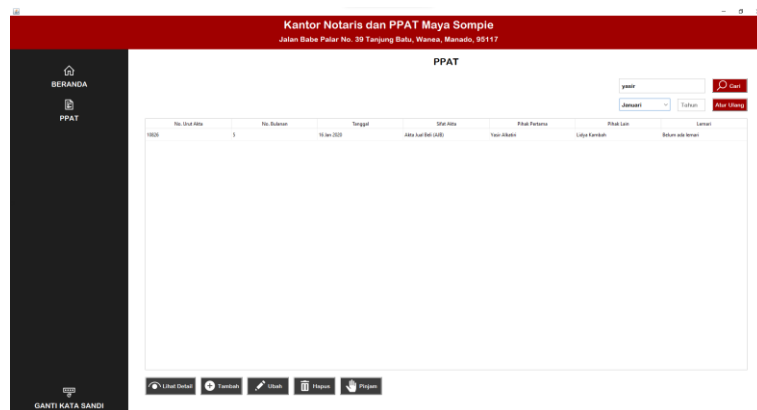 Kantor Notaris dan PPAT Maya Sompie
Jalan Babe Palar No. 39 Tanjung Batu, Wanea, Manado, 95117
BERANDA
PPAT
GANTI KATA SANDI
PPAT
yasir
Cari
Januari Tahun Atur Ulang
No. Urut Akta No. Bulanan Tanggal Sifat Akta Pihak Pertama Pihak Lain Lemari
10026 5 16 Jan 2020 Akta Jual Beli (AJB) Yasir Alkatiri Lidya Kambah Belum ada lemari
Lihat Detail Tambah Ubah Hapus Pinjam